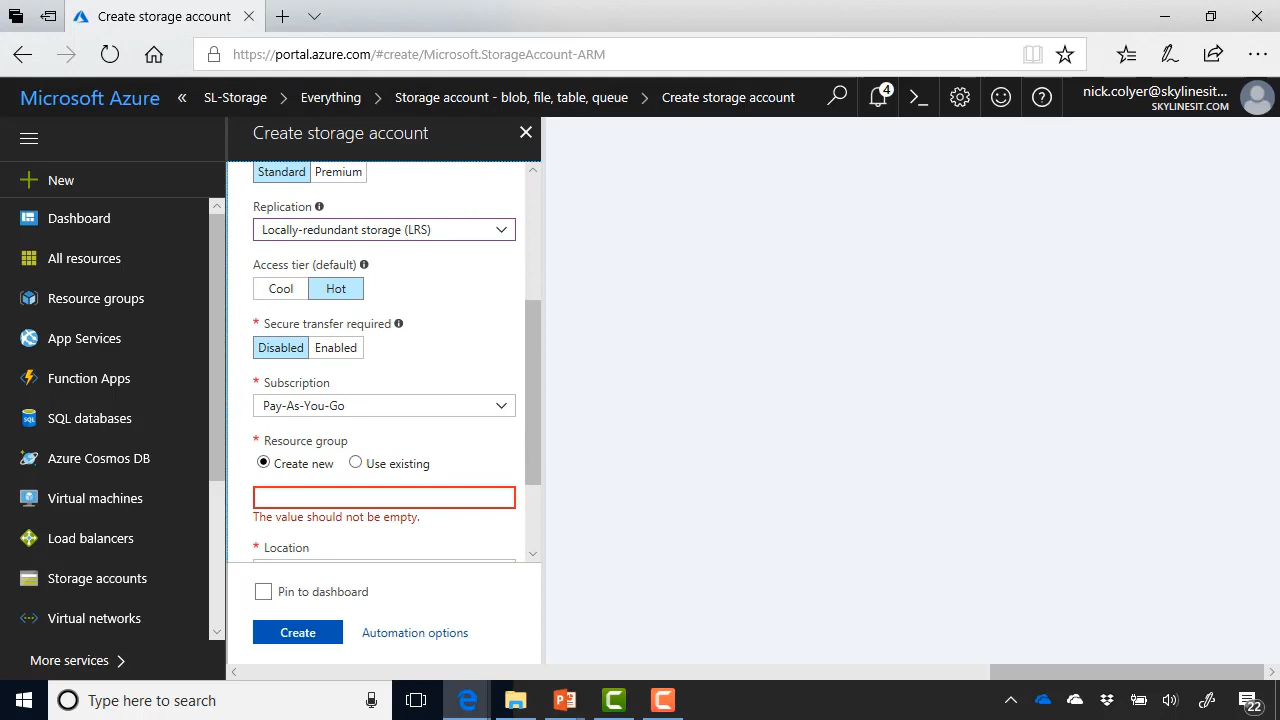 Create storage account
https://portal.azure.com/#create/Microsoft.StorageAccount-ARM
Microsoft Azure « SL-Storage > Everything > Storage account - blob, file, table, queue > Create storage account
4
nick.colyer@skylinesit...
SKYLINESIT.COM
Create storage account
New
Dashboard
All resources
Resource groups
App Services
Function Apps
SQL databases
Azure Cosmos DB
Virtual machines
Load balancers
Storage accounts
Virtual networks
More services >
Standard Premium
Replication
Locally-redundant storage (LRS)
Access tier (default)
Cool Hot
* Secure transfer required
Disabled Enabled
* Subscription
Pay-As-You-Go
* Resource group
Create new Use existing
The value should not be empty.
* Location
Pin to dashboard
Create Automation options
Type here to search
22